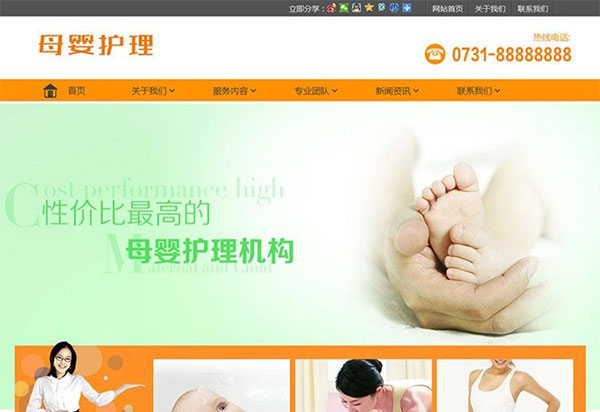 立即分享：
网站首页 关于我们 联系我们
母婴护理
热线电话:
0731-88888888
首页 关于我们 服务内容 专业团队 新闻资讯 联系我们
Cost performance high
性价比最高的
母婴护理机构
Maternal and Child